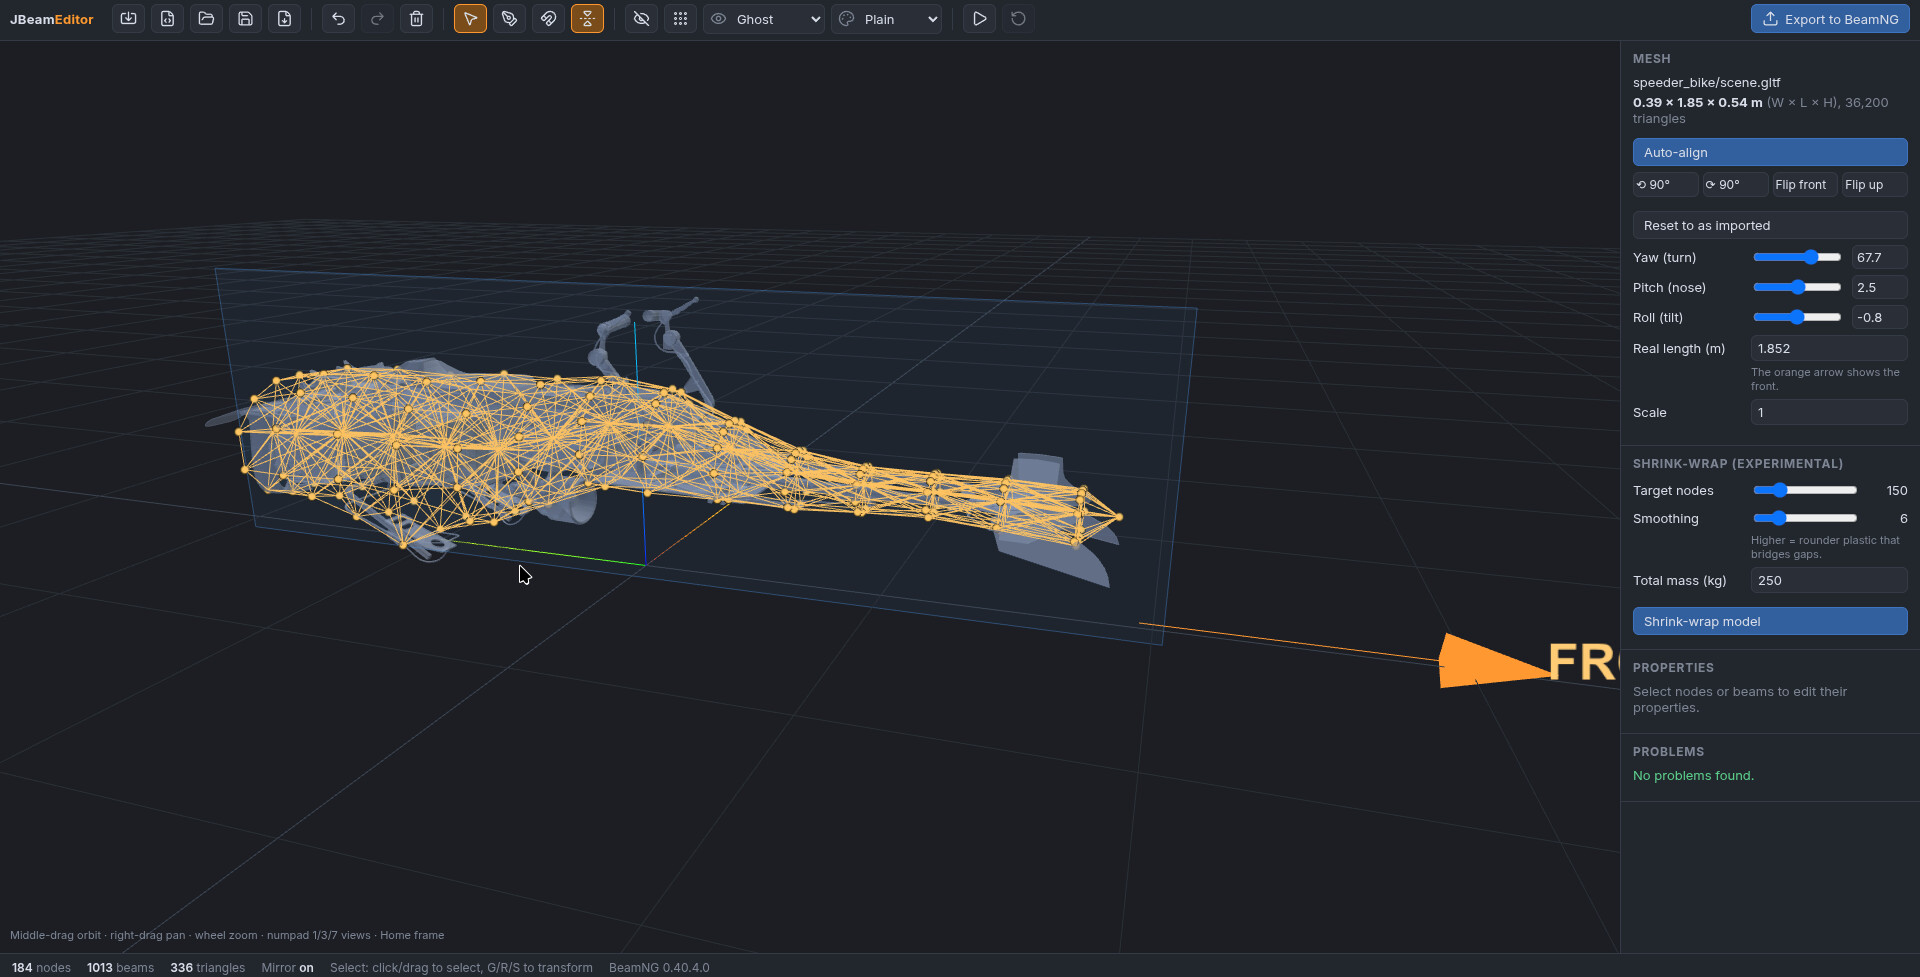 JBeamEditor
Ghost
Plain
Export to BeamNG
MESH
speeder_bike/scene.gltf
0.39 × 1.85 × 0.54 m (W × L × H), 36,200
triangles
Auto-align
⟲ 90°
⟳ 90°
Flip front
Flip up
Reset to as imported
Yaw (turn)
67.7
Pitch (nose)
2.5
Roll (tilt)
-0.8
Real length (m)
1.852
The orange arrow shows the
front.
Scale
1
SHRINK-WRAP (EXPERIMENTAL)
Target nodes
150
Smoothing
6
Higher = rounder plastic that
bridges gaps.
Total mass (kg)
250
Shrink-wrap model
PROPERTIES
Select nodes or beams to edit their
properties.
PROBLEMS
No problems found.
FR
Middle-drag orbit · right-drag pan · wheel zoom · numpad 1/3/7 views · Home frame
184 nodes
1013 beams
336 triangles
Mirror on
Select: click/drag to select, G/R/S to transform
BeamNG 0.40.4.0